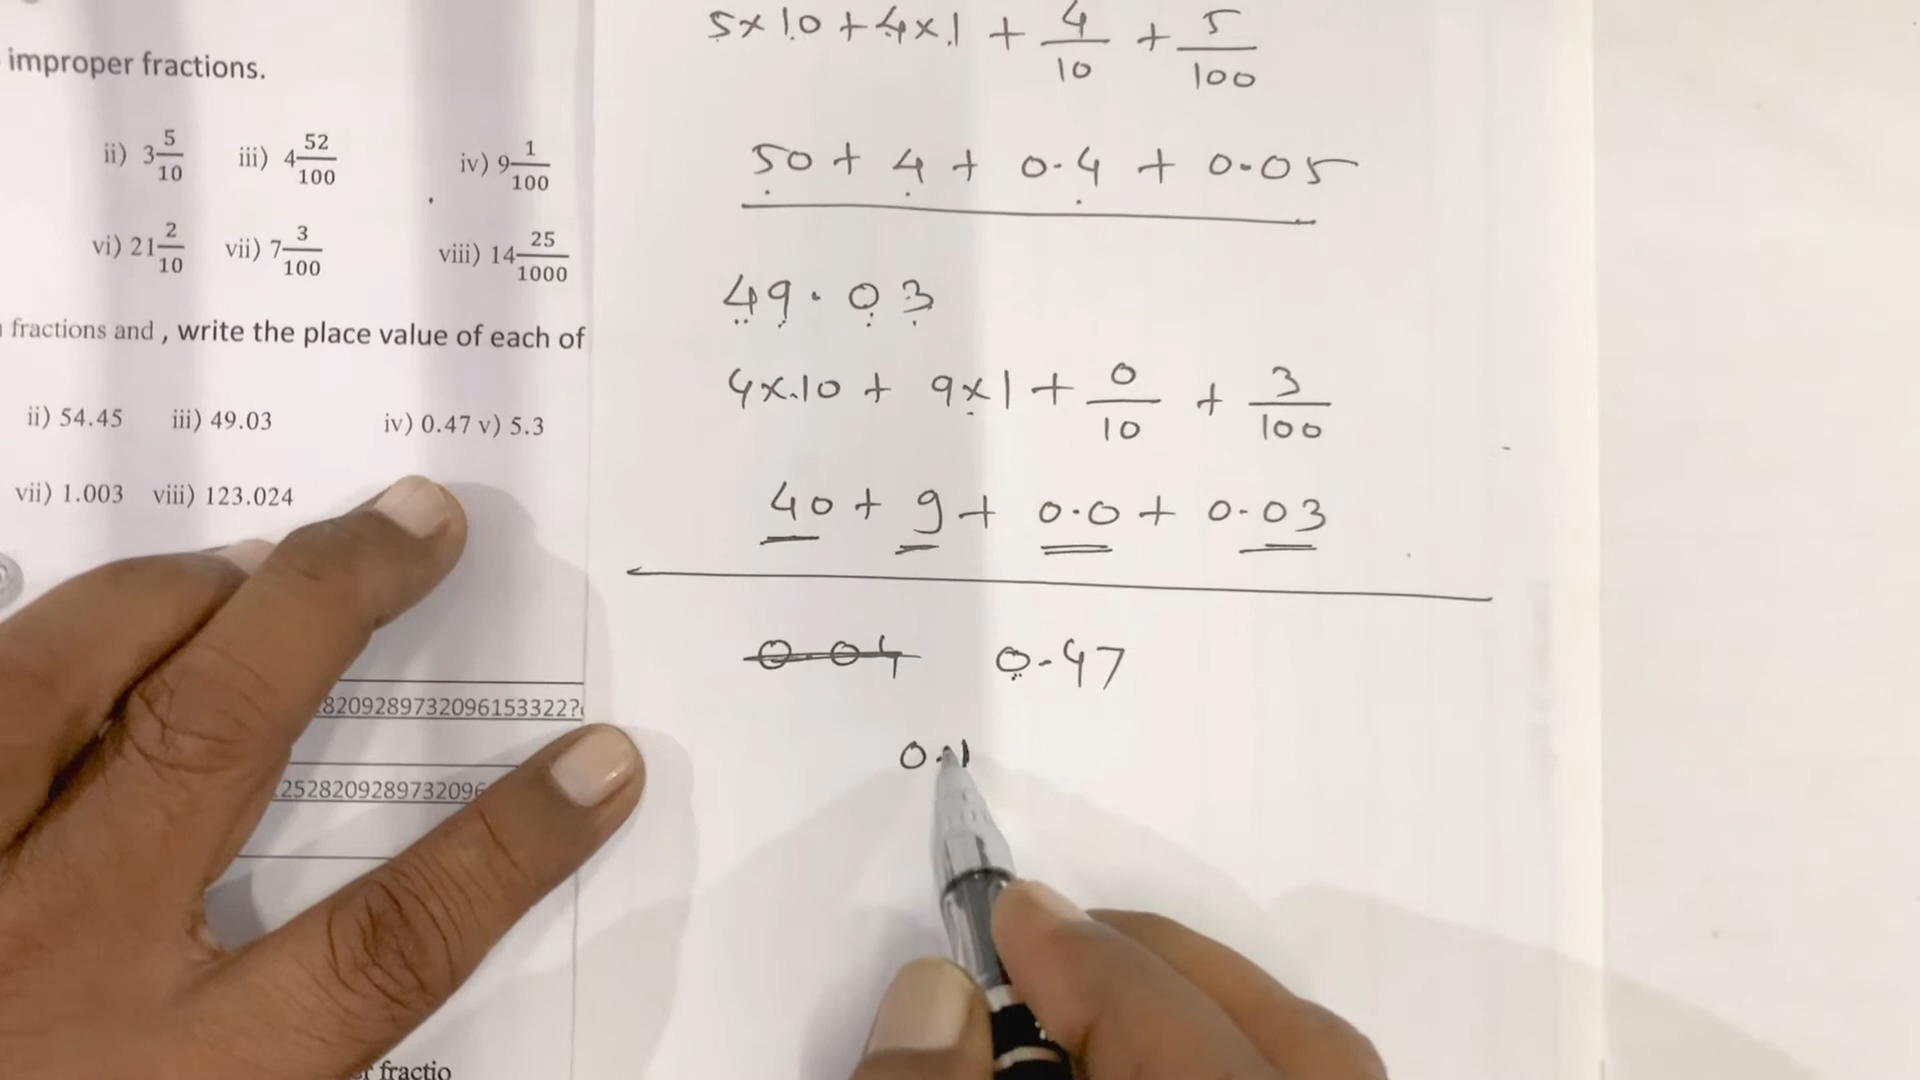 improper fractions.
ii) 3 5/10 iii) 4 52/100 iv) 9 1/100
vi) 21 2/10 vii) 7 3/100 viii) 14 25/1000
fractions and , write the place value of each of
ii) 54.45 iii) 49.03 iv) 0.47 v) 5.3
vii) 1.003 viii) 123.024
8209289732096153322?
2528209289732096
fractio
5×10 + 4×1 + 4/10 + 5/100
50 + 4 + 0.4 + 0.05
49.03
4×10 + 9×1 + 0/10 + 3/100
40 + 9 + 0.0 + 0.03
0.04 0.47